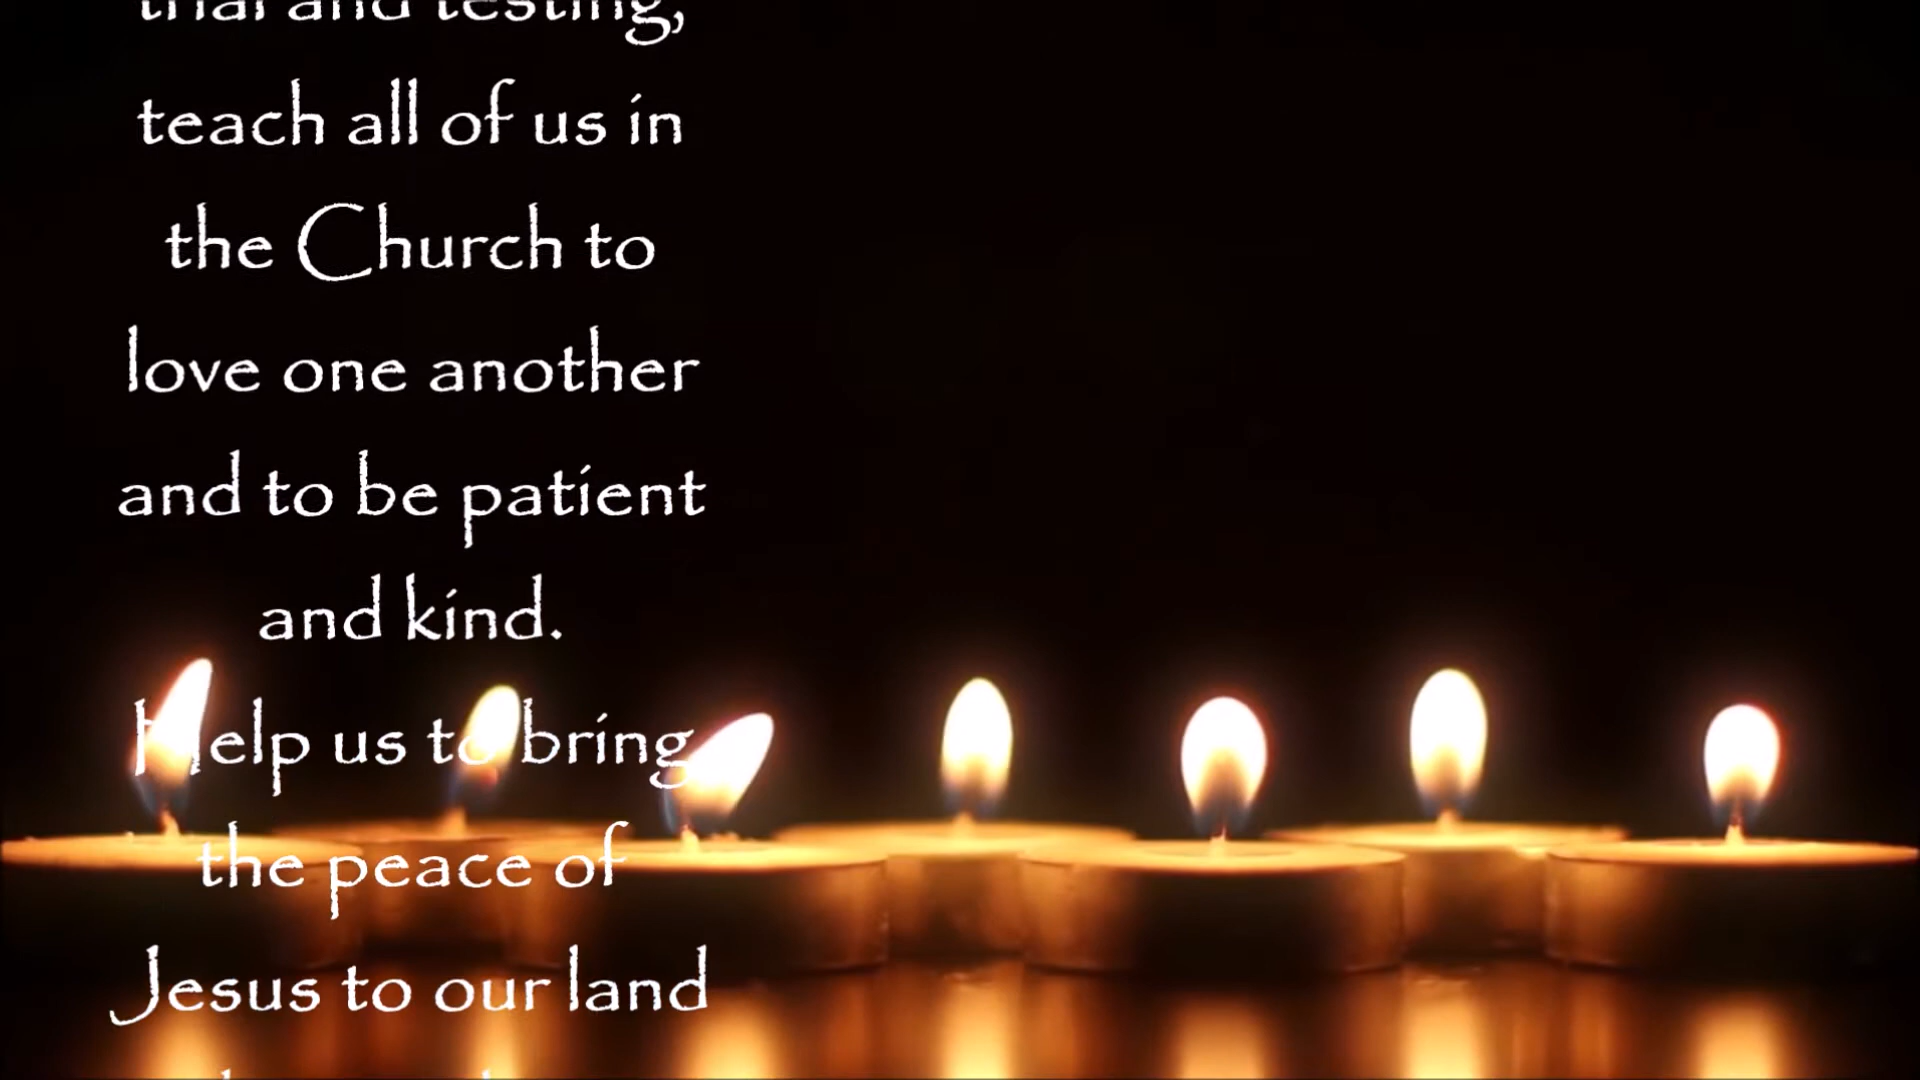 trial and testing,
teach all of us in
the Church to
love one another
and to be patient
and kind.
Help us to bring
the peace of
Jesus to our land